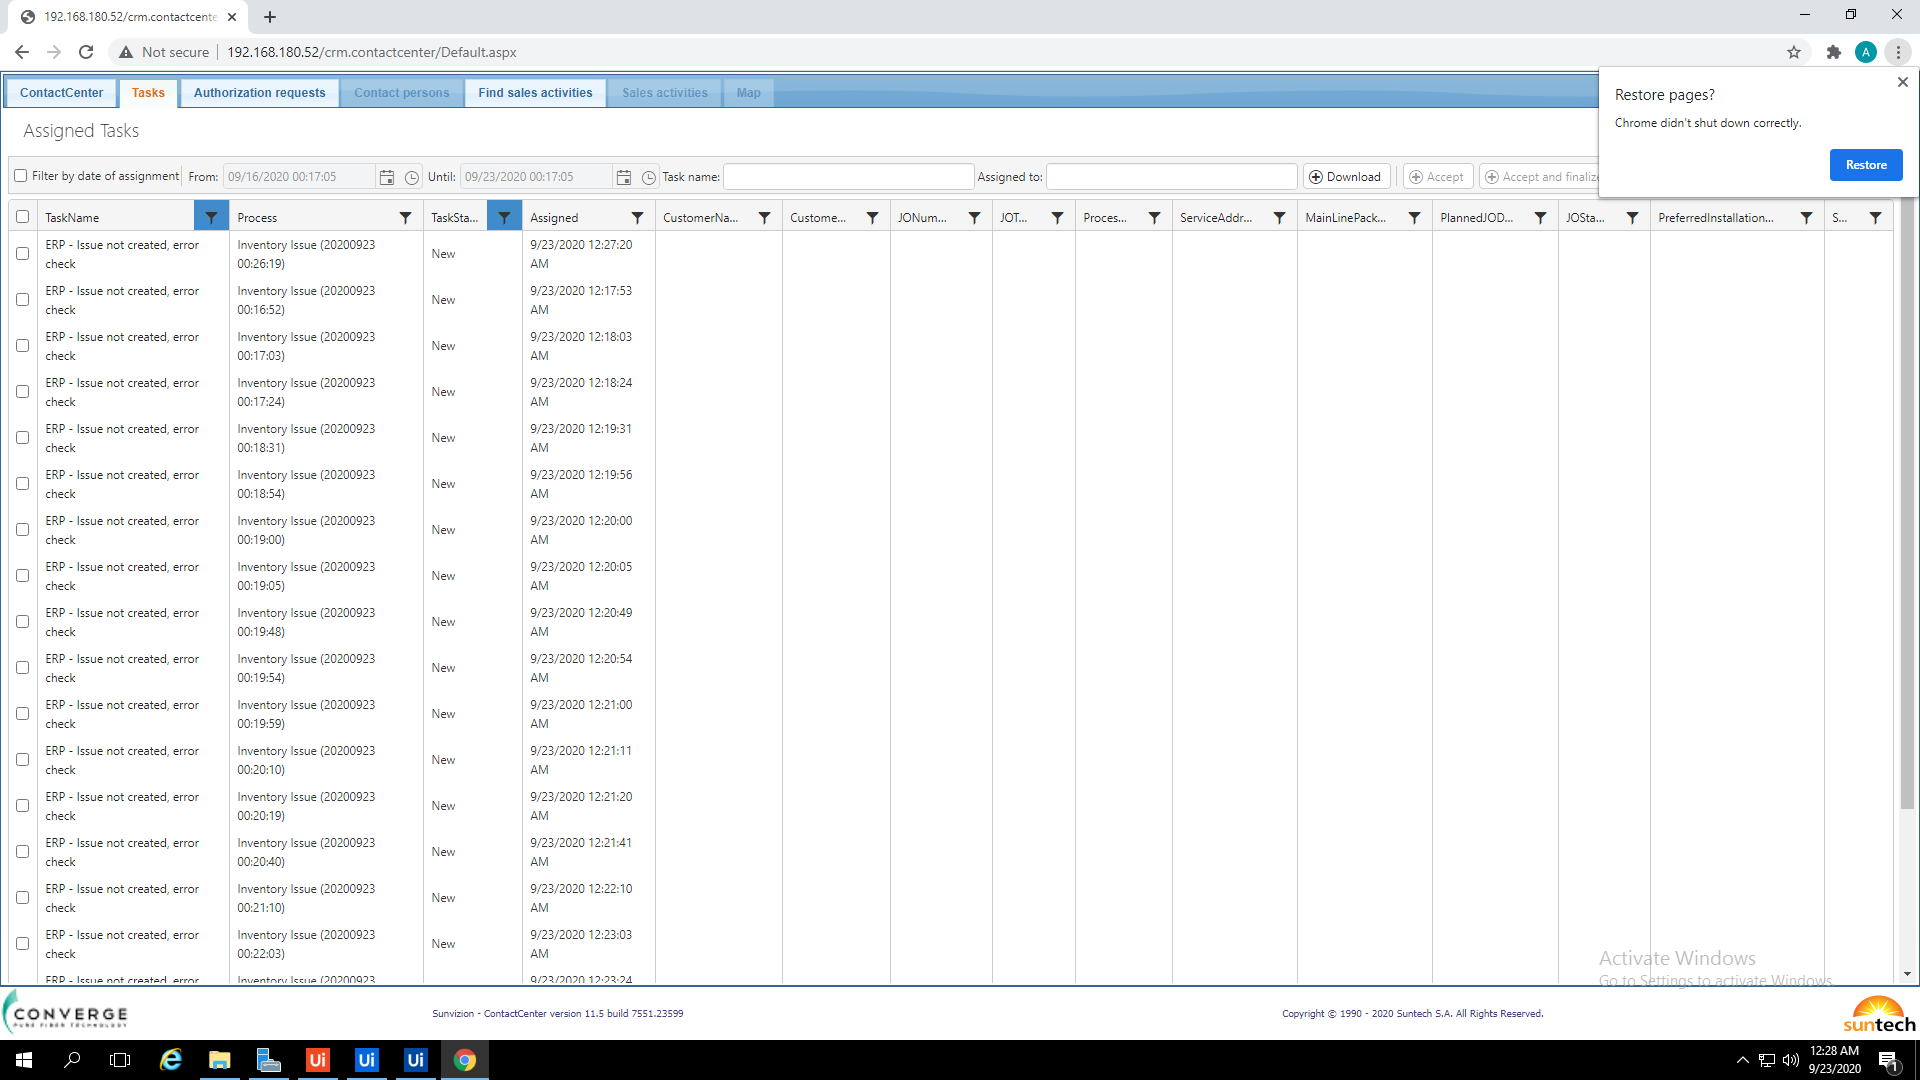 192.168.180.52/crm.contactcente
Not secure
192.168.180.52/crm.contactcenter/Default.aspx
A
ContactCenter
Tasks
Authorization requests
Contact persons
Find sales activities
Sales activities
Map
Restore pages?
Chrome didn't shut down correctly.
Restore
Assigned Tasks
Filter by date of assignment
From:
09/16/2020 00:17:05
Until:
09/23/2020 00:17:05
Task name:
Assigned to:
Download
Accept
Accept and finalize
TaskName
Process
TaskSta...
Assigned
CustomerNa...
Custome...
JONum...
JOT...
Proces...
ServiceAddr...
MainLinePack...
PlannedJOD...
JOSta...
PreferredInstallation...
S...
ERP - Issue not created, error
check
Inventory Issue (20200923
00:26:19)
New
9/23/2020 12:27:20
AM
ERP - Issue not created, error
check
Inventory Issue (20200923
00:16:52)
New
9/23/2020 12:17:53
AM
ERP - Issue not created, error
check
Inventory Issue (20200923
00:17:03)
New
9/23/2020 12:18:03
AM
ERP - Issue not created, error
check
Inventory Issue (20200923
00:17:24)
New
9/23/2020 12:18:24
AM
ERP - Issue not created, error
check
Inventory Issue (20200923
00:18:31)
New
9/23/2020 12:19:31
AM
ERP - Issue not created, error
check
Inventory Issue (20200923
00:18:54)
New
9/23/2020 12:19:56
AM
ERP - Issue not created, error
check
Inventory Issue (20200923
00:19:00)
New
9/23/2020 12:20:00
AM
ERP - Issue not created, error
check
Inventory Issue (20200923
00:19:05)
New
9/23/2020 12:20:05
AM
ERP - Issue not created, error
check
Inventory Issue (20200923
00:19:48)
New
9/23/2020 12:20:49
AM
ERP - Issue not created, error
check
Inventory Issue (20200923
00:19:54)
New
9/23/2020 12:20:54
AM
ERP - Issue not created, error
check
Inventory Issue (20200923
00:19:59)
New
9/23/2020 12:21:00
AM
ERP - Issue not created, error
check
Inventory Issue (20200923
00:20:10)
New
9/23/2020 12:21:11
AM
ERP - Issue not created, error
check
Inventory Issue (20200923
00:20:19)
New
9/23/2020 12:21:20
AM
ERP - Issue not created, error
check
Inventory Issue (20200923
00:20:40)
New
9/23/2020 12:21:41
AM
ERP - Issue not created, error
check
Inventory Issue (20200923
00:21:10)
New
9/23/2020 12:22:10
AM
ERP - Issue not created, error
check
Inventory Issue (20200923
00:22:03)
New
9/23/2020 12:23:03
AM
ERP - Issue not created, error
Inventory Issue (20200923
9/23/2020 12:23:24
Activate Windows
Go to Settings to activate Windows.
CONVERGE
PURE FIBER TECHNOLOGY
Sunvizion - ContactCenter version 11.5 build 7551.23599
Copyright © 1990 - 2020 Suntech S.A. All Rights Reserved.
suntech
Ui
Ui
Ui
12:28 AM
9/23/2020
1